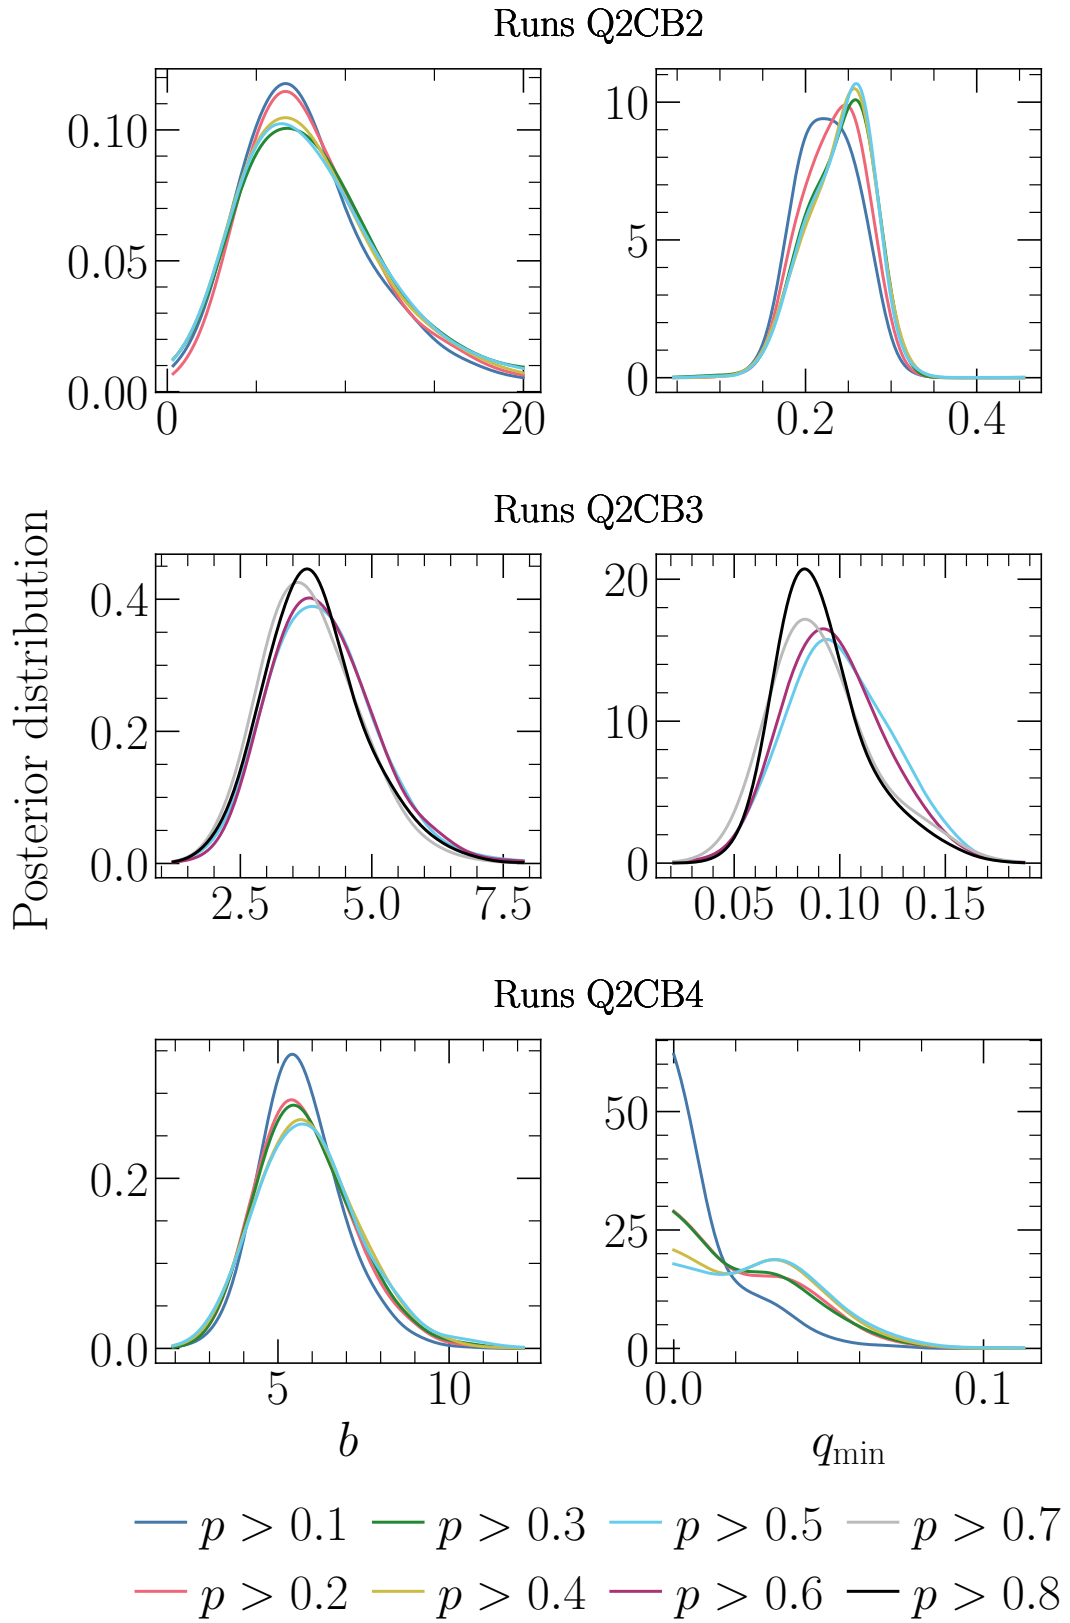 Runs Q2CB2
0.10
0.05
0.00
0 20
10
5
0
0.2 0.4
Posterior distribution
Runs Q2CB3
0.4
0.2
0.0
2.5 5.0 7.5
20
10
0
0.05 0.10 0.15
Runs Q2CB4
0.2
0.0
5 10
b
50
25
0
0.0 0.1
q_min
p > 0.1 p > 0.3 p > 0.5 p > 0.7
p > 0.2 p > 0.4 p > 0.6 p > 0.8